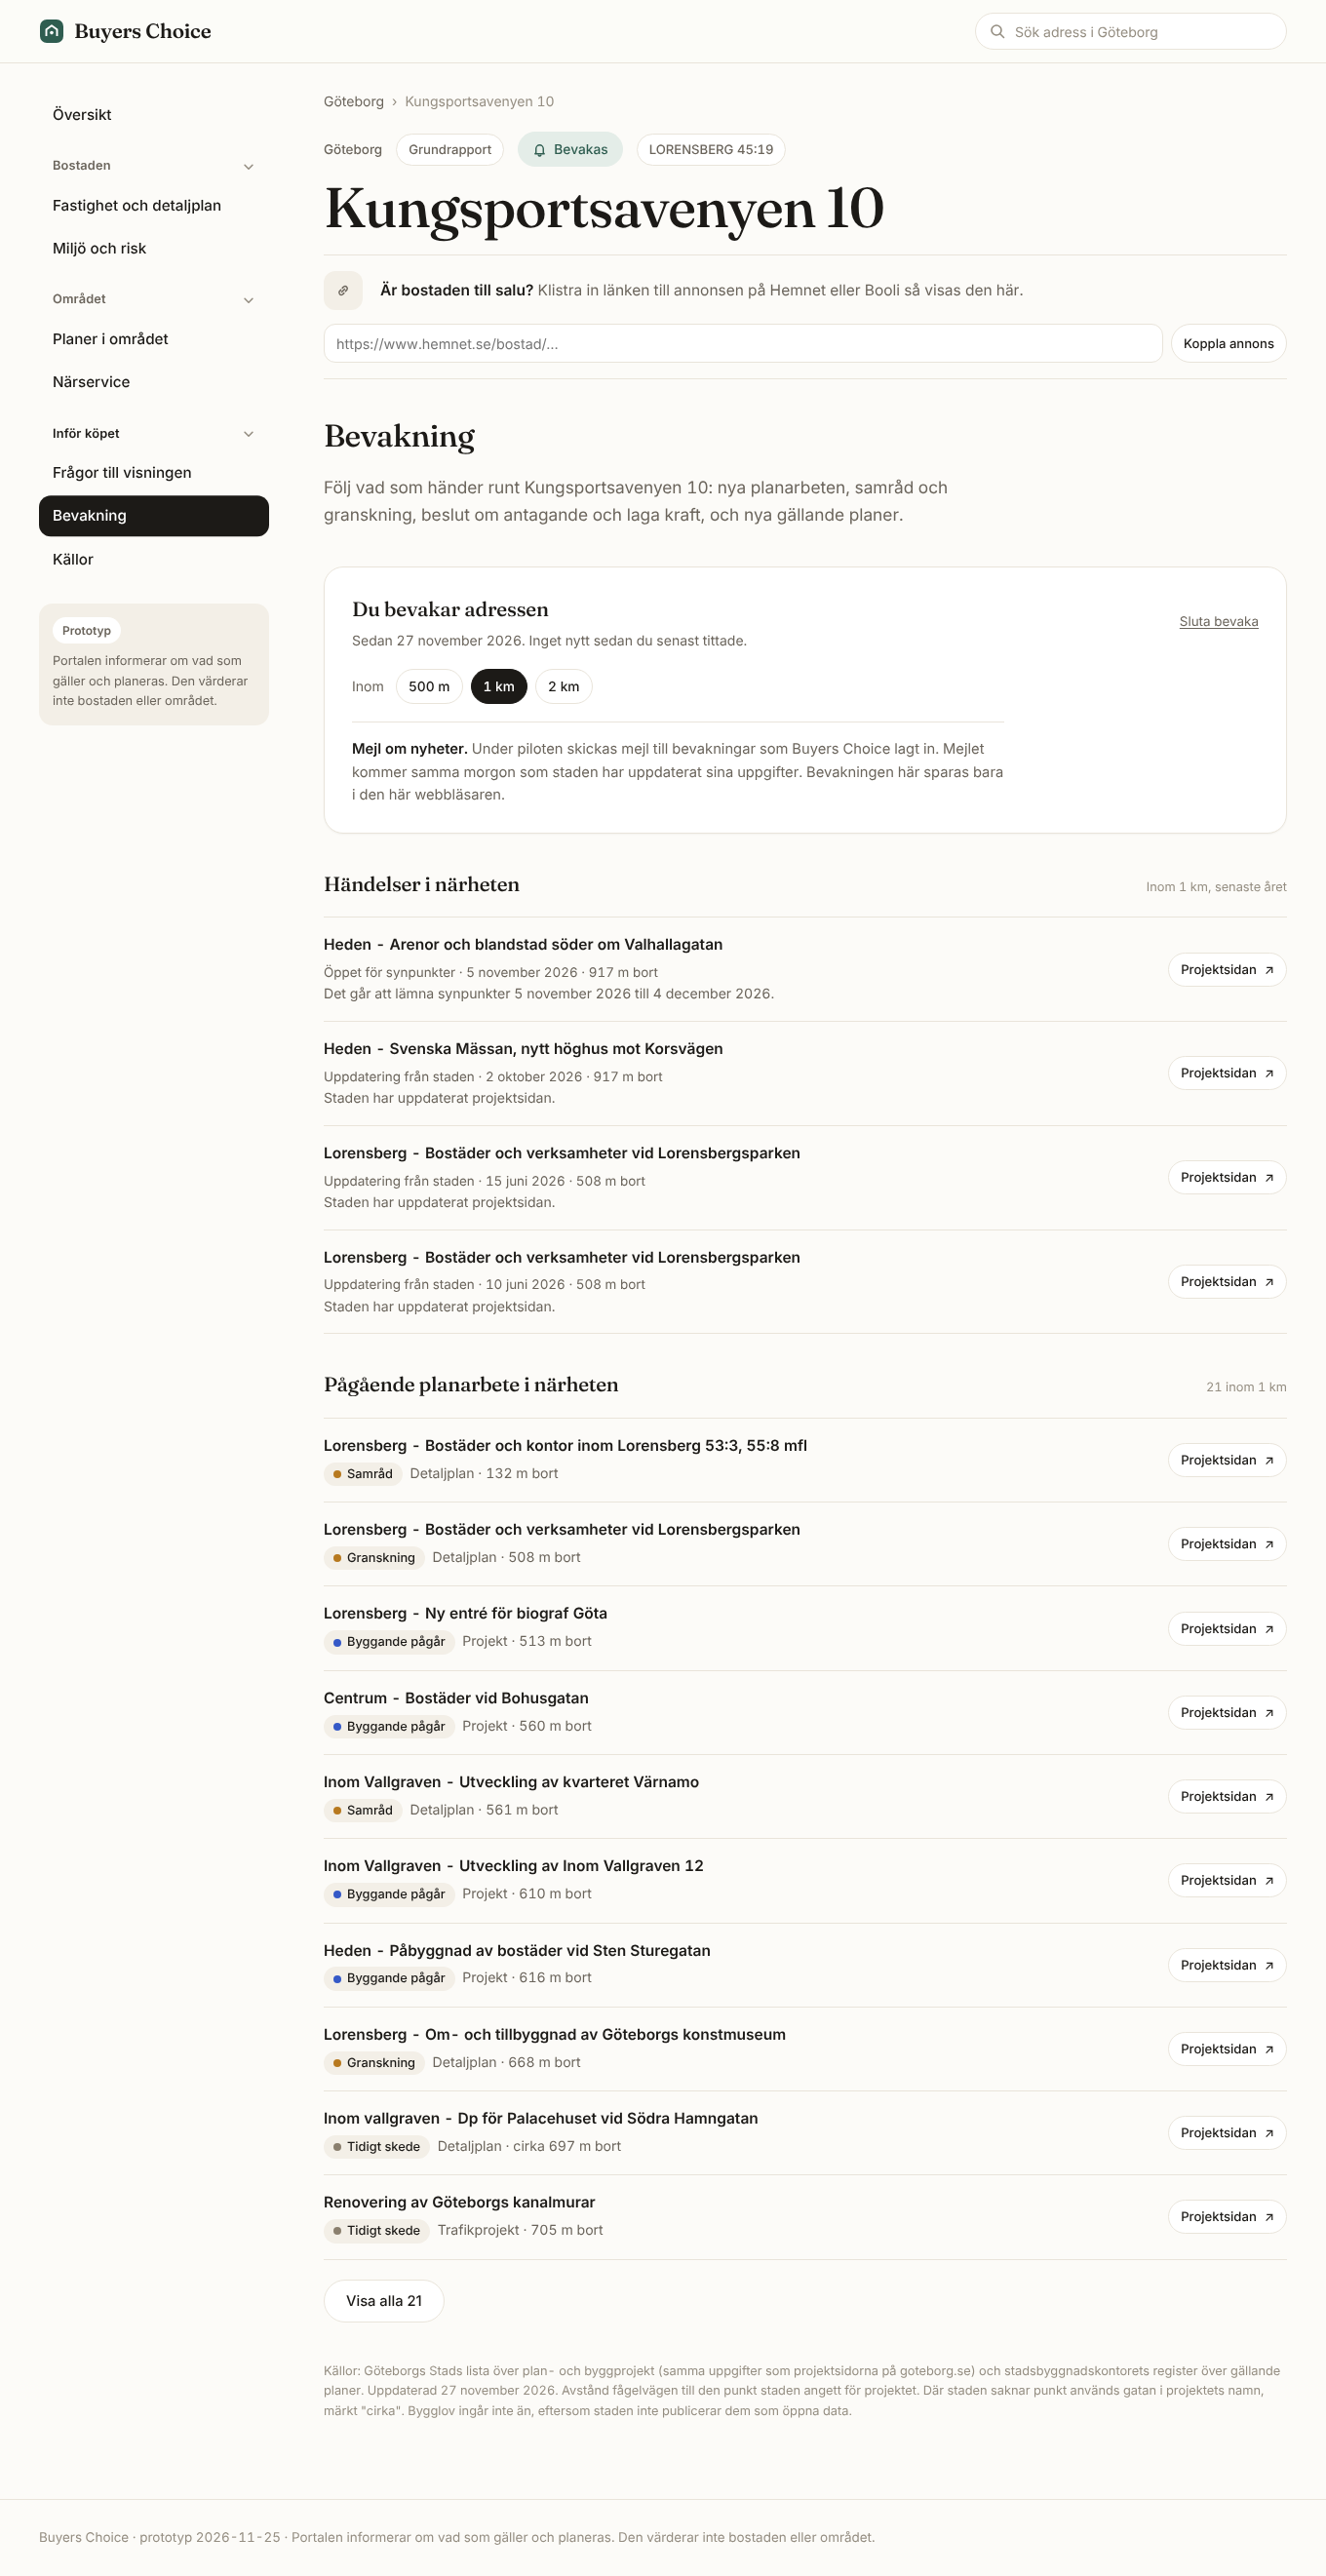 Buyers Choice
Sök adress i Göteborg
Översikt
Bostaden
Fastighet och detaljplan
Miljö och risk
Området
Planer i området
Närservice
Inför köpet
Frågor till visningen
Bevakning
Källor
Prototyp
Portalen informerar om vad som
gäller och planeras. Den värderar
inte bostaden eller området.
Göteborg › Kungsportsavenyen 10
Göteborg Grundrapport Bevakas LORENSBERG 45:19
Kungsportsavenyen 10
Är bostaden till salu? Klistra in länken till annonsen på Hemnet eller Booli så visas den här.
https://www.hemnet.se/bostad/... Koppla annons
Bevakning
Följ vad som händer runt Kungsportsavenyen 10: nya planarbeten, samråd och
granskning, beslut om antagande och laga kraft, och nya gällande planer.
Du bevakar adressen
Sluta bevaka
Sedan 27 november 2026. Inget nytt sedan du senast tittade.
Inom 500 m 1 km 2 km
Mejl om nyheter. Under piloten skickas mejl till bevakningar som Buyers Choice lagt in. Mejlet
kommer samma morgon som staden har uppdaterat sina uppgifter. Bevakningen här sparas bara
i den här webbläsaren.
Händelser i närheten Inom 1 km, senaste året
Heden - Arenor och blandstad söder om Valhallagatan
Öppet för synpunkter · 5 november 2026 · 917 m bort
Det går att lämna synpunkter 5 november 2026 till 4 december 2026.
Projektsidan ↗
Heden - Svenska Mässan, nytt höghus mot Korsvägen
Uppdatering från staden · 2 oktober 2026 · 917 m bort
Staden har uppdaterat projektsidan.
Projektsidan ↗
Lorensberg - Bostäder och verksamheter vid Lorensbergsparken
Uppdatering från staden · 15 juni 2026 · 508 m bort
Staden har uppdaterat projektsidan.
Projektsidan ↗
Lorensberg - Bostäder och verksamheter vid Lorensbergsparken
Uppdatering från staden · 10 juni 2026 · 508 m bort
Staden har uppdaterat projektsidan.
Projektsidan ↗
Pågående planarbete i närheten 21 inom 1 km
Lorensberg - Bostäder och kontor inom Lorensberg 53:3, 55:8 mfl
Samråd Detaljplan · 132 m bort
Projektsidan ↗
Lorensberg - Bostäder och verksamheter vid Lorensbergsparken
Granskning Detaljplan · 508 m bort
Projektsidan ↗
Lorensberg - Ny entré för biograf Göta
Byggande pågår Projekt · 513 m bort
Projektsidan ↗
Centrum - Bostäder vid Bohusgatan
Byggande pågår Projekt · 560 m bort
Projektsidan ↗
Inom Vallgraven - Utveckling av kvarteret Värnamo
Samråd Detaljplan · 561 m bort
Projektsidan ↗
Inom Vallgraven - Utveckling av Inom Vallgraven 12
Byggande pågår Projekt · 610 m bort
Projektsidan ↗
Heden - Påbyggnad av bostäder vid Sten Sturegatan
Byggande pågår Projekt · 616 m bort
Projektsidan ↗
Lorensberg - Om- och tillbyggnad av Göteborgs konstmuseum
Granskning Detaljplan · 668 m bort
Projektsidan ↗
Inom vallgraven - Dp för Palacehuset vid Södra Hamngatan
Tidigt skede Detaljplan · cirka 697 m bort
Projektsidan ↗
Renovering av Göteborgs kanalmurar
Tidigt skede Trafikprojekt · 705 m bort
Projektsidan ↗
Visa alla 21
Källor: Göteborgs Stads lista över plan- och byggprojekt (samma uppgifter som projektsidorna på goteborg.se) och stadsbyggnadskontorets register över gällande
planer. Uppdaterad 27 november 2026. Avstånd fågelvägen till den punkt staden angett för projektet. Där staden saknar punkt används gatan i projektets namn,
märkt "cirka". Bygglov ingår inte än, eftersom staden inte publicerar dem som öppna data.
Buyers Choice · prototyp 2026-11-25 · Portalen informerar om vad som gäller och planeras. Den värderar inte bostaden eller området.